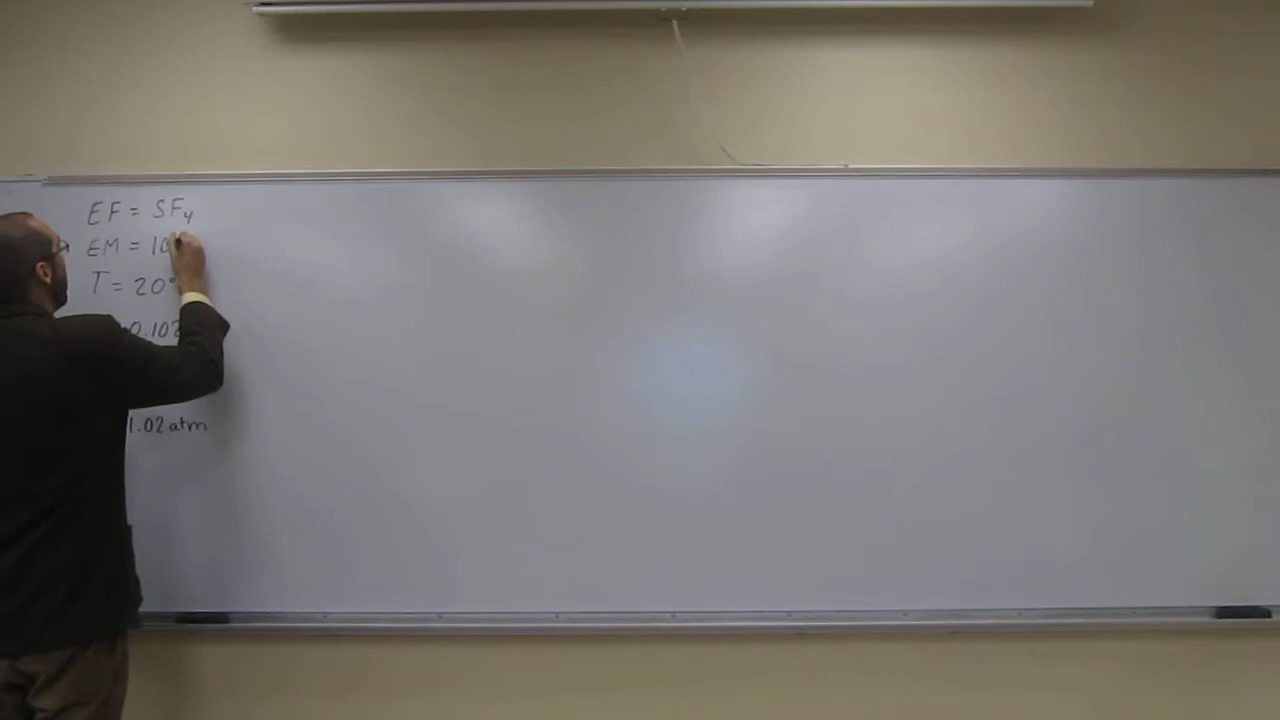 EF = SF₄
EM = 10
T = 20°
0.102
1.02 atm